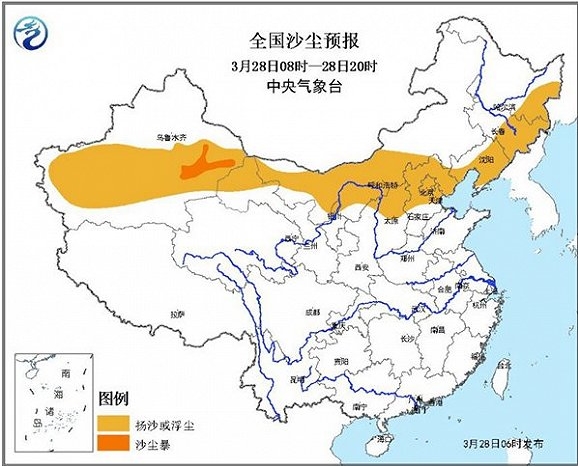 全国沙尘预报
3月28日08时—28日20时
中央气象台
哈尔滨
长春
乌鲁木齐
沈阳
呼和浩特
北京
天津
银川
太原
石家庄
济南
西宁
兰州
郑州
西安
合肥
南京
上海
拉萨
成都
武汉
杭州
重庆
南昌
长沙
贵阳
福州
台北
昆明
南宁
广州
香港
澳门
海口
南
海
诸
岛
图例
扬沙或浮尘
沙尘暴
3月28日06时发布